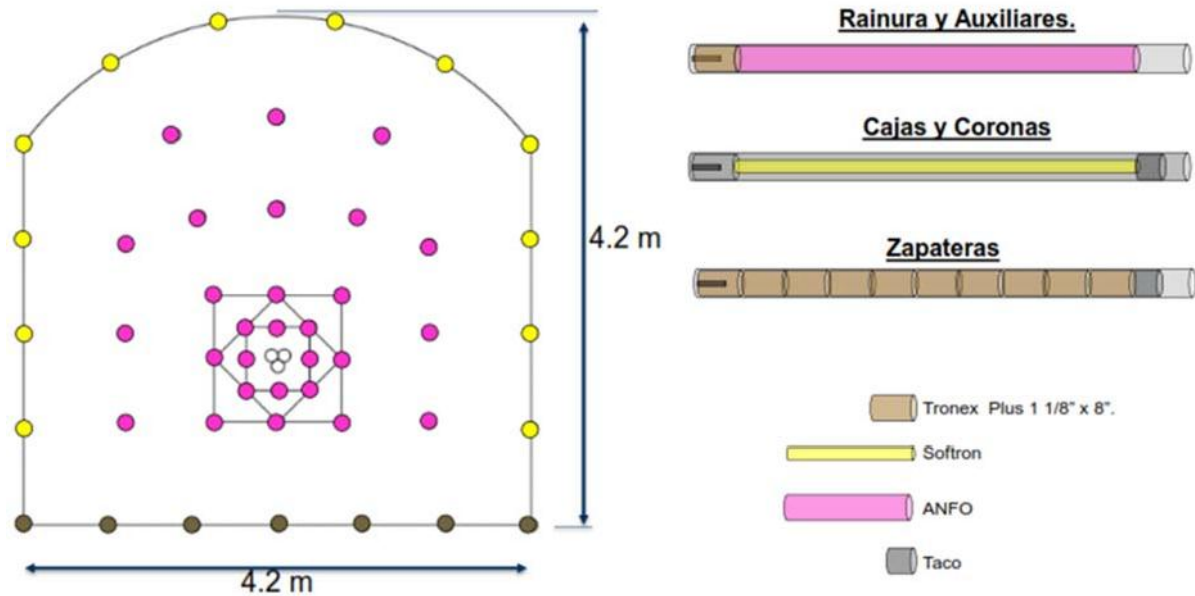 Rainura y Auxiliares.
Cajas y Coronas
Zapateras
4.2 m
4.2 m
Tronex Plus 1 1/8" x 8".
Softron
ANFO
Taco